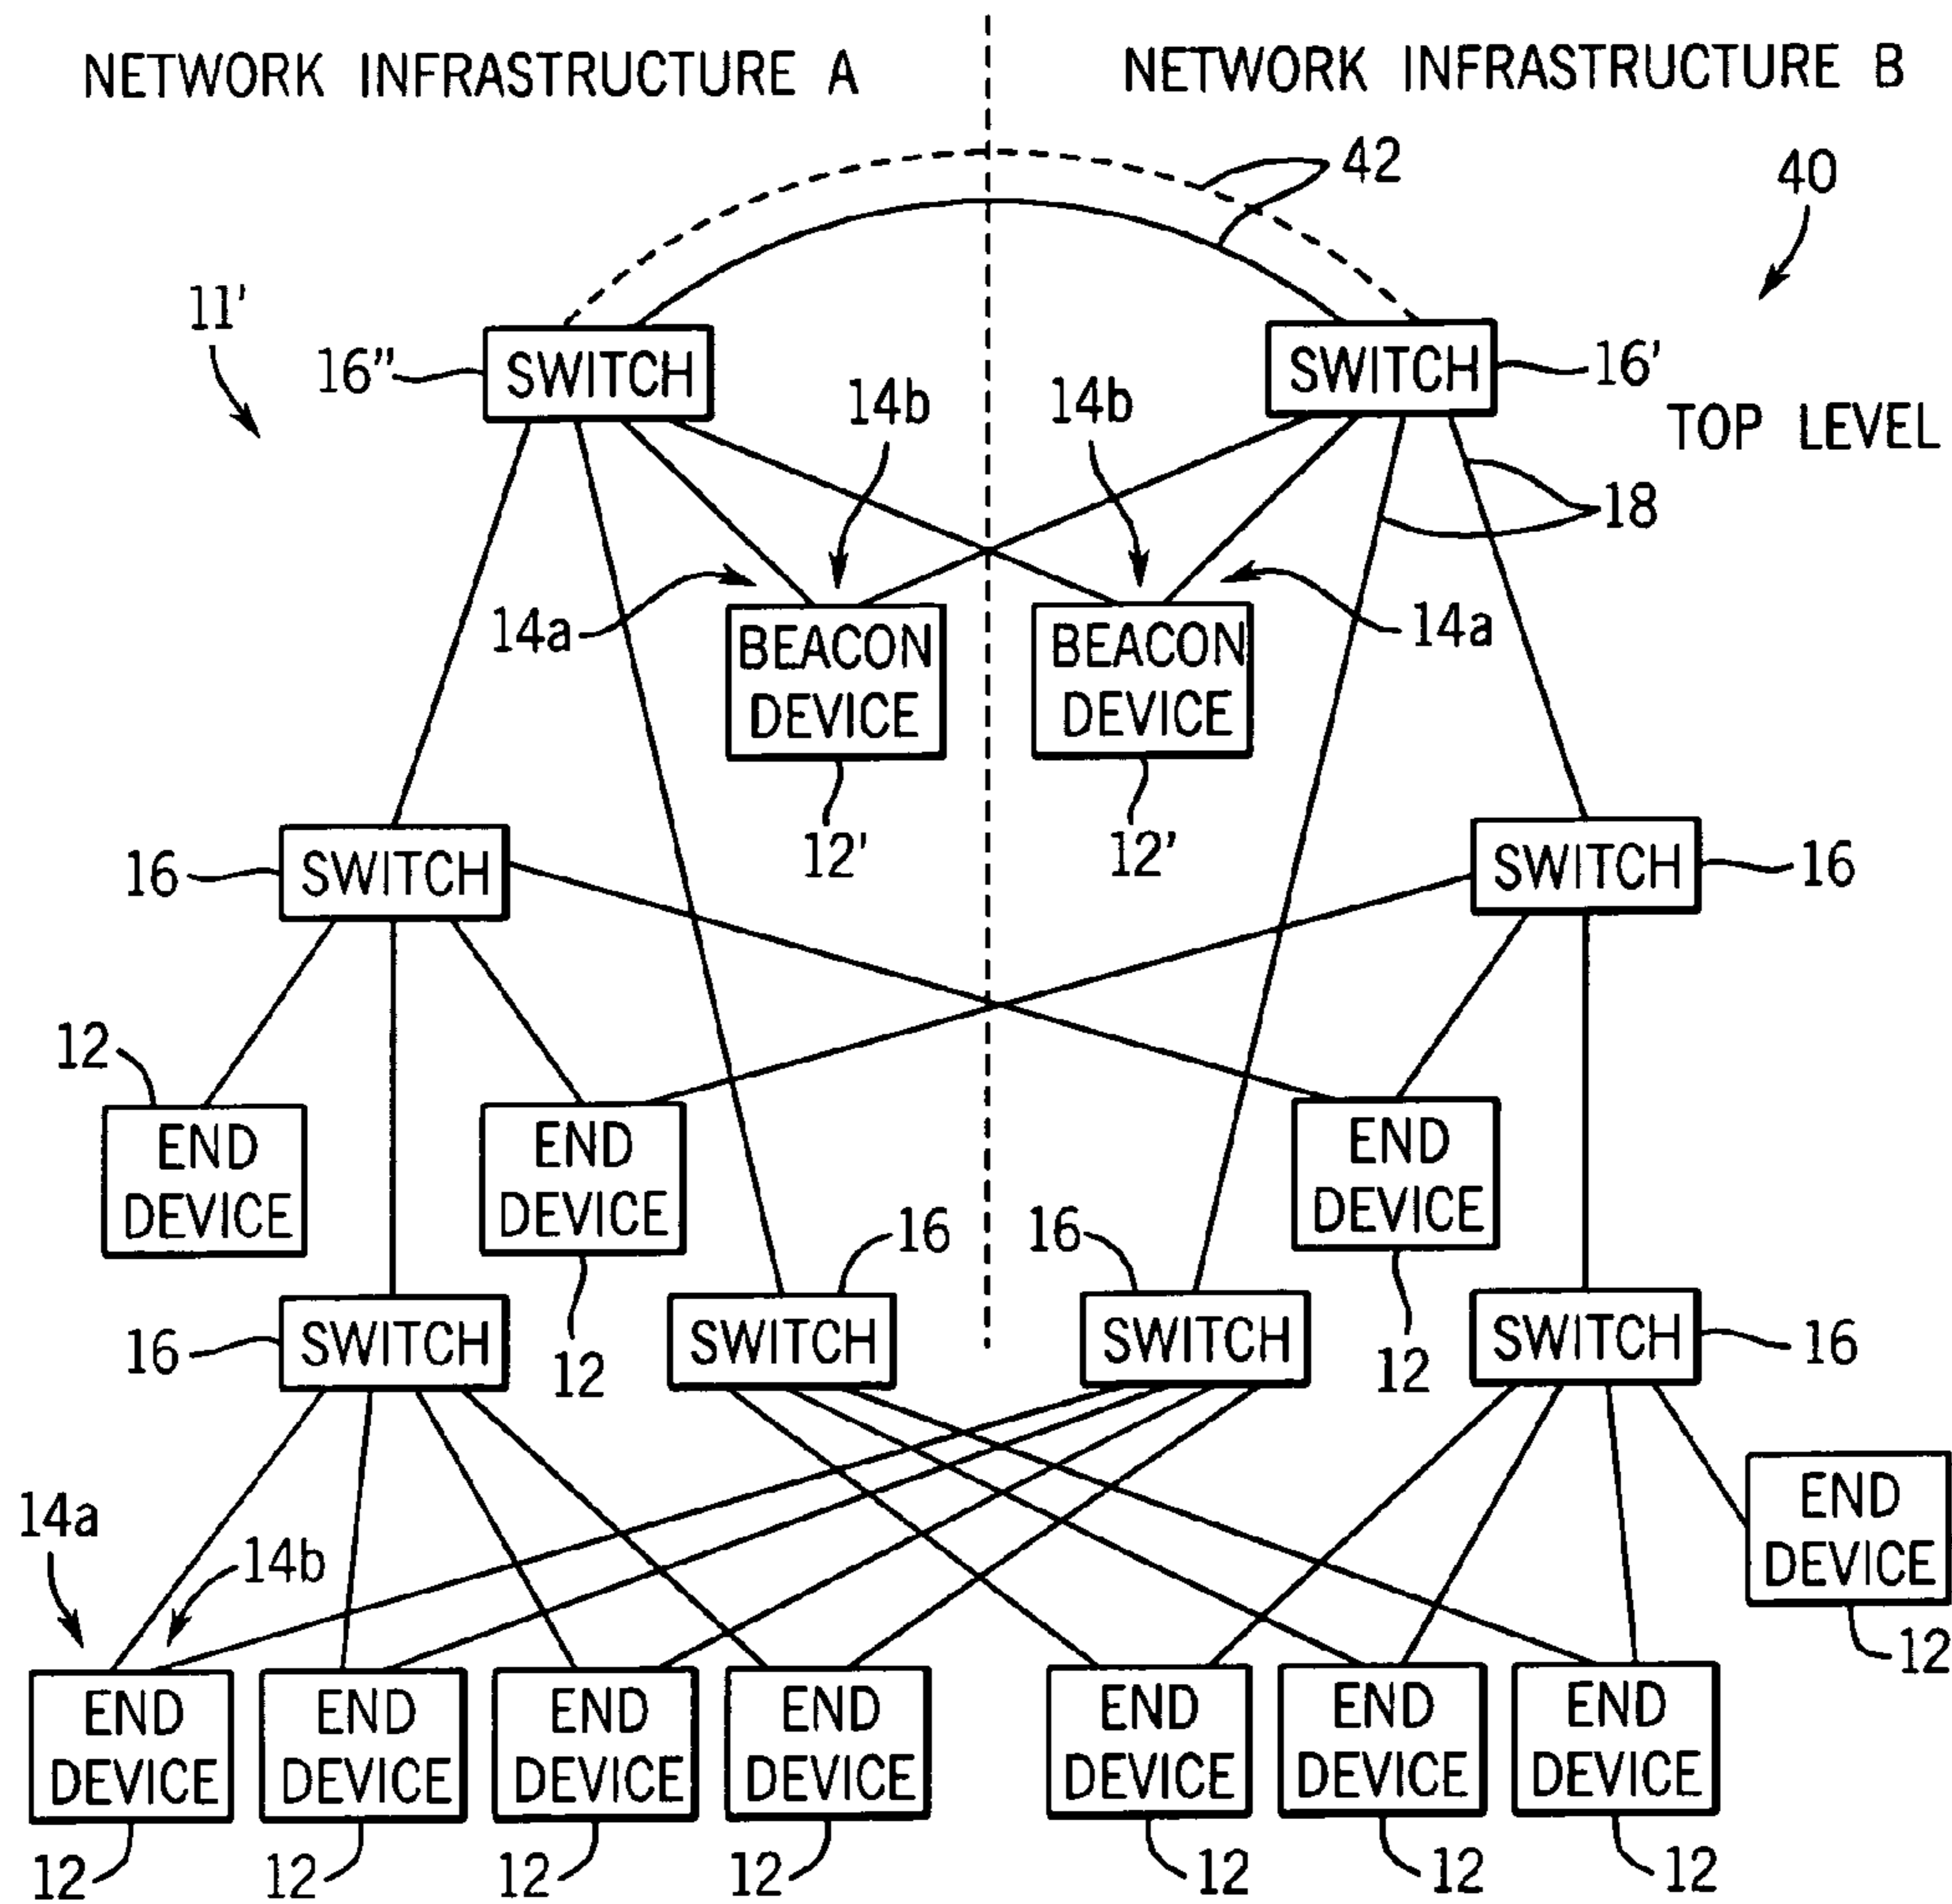 NETWORK INFRASTRUCTURE A
NETWORK INFRASTRUCTURE B
42
40
11'
16"
SWITCH
SWITCH
16'
TOP LEVEL
14b
14b
18
14a
14a
BEACON
DEVICE
BEACON
DEVICE
12'
12'
16
SWITCH
SWITCH
16
12
END
DEVICE
END
DEVICE
END
DEVICE
16
16
12
12
16
SWITCH
SWITCH
SWITCH
SWITCH
16
14a
14b
END
DEVICE
12
END
DEVICE
END
DEVICE
END
DEVICE
END
DEVICE
END
DEVICE
END
DEVICE
END
DEVICE
12
12
12
12
12
12
12